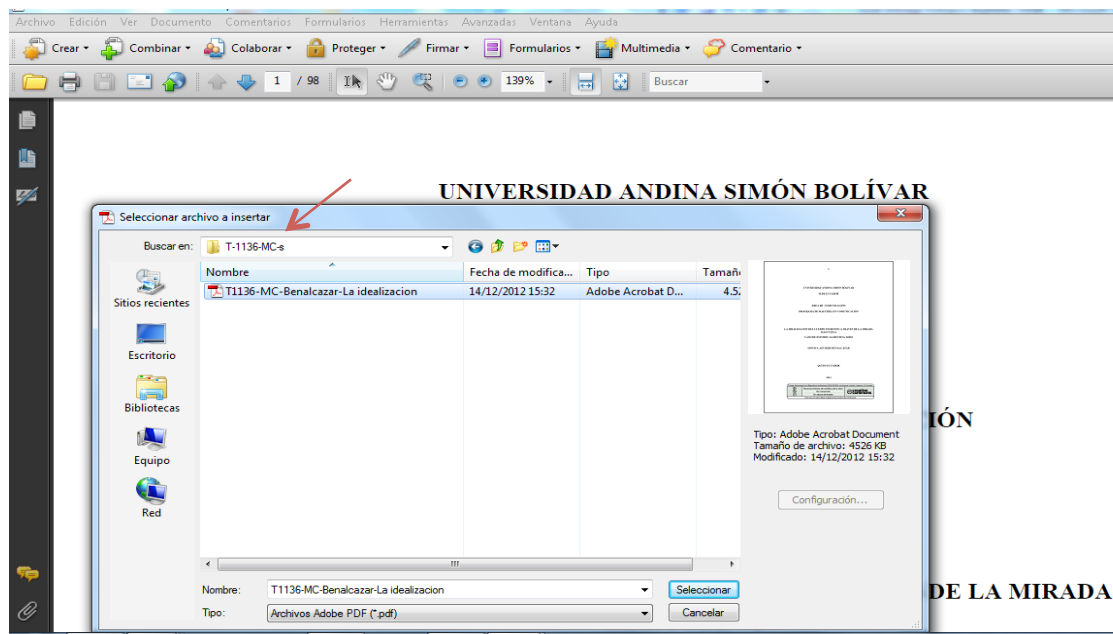 Archivo Edición Ver Documento Comentarios Formularios Herramientas Avanzadas Ventana Ayuda
Crear Combinar Colaborar Proteger Firmar Formularios Multimedia Comentario
1 / 98 139% Buscar
UNIVERSIDAD ANDINA SIMÓN BOLÍVAR
Seleccionar archivo a insertar
Buscar en: T-1136-MC-s
Nombre Fecha de modifica... Tipo Tamañ
T1136-MC-Benalcazar-La idealizacion 14/12/2012 15:32 Adobe Acrobat D... 4.5
Sitios recientes
Escritorio
Bibliotecas
Equipo
Red
IÓN
Tipo: Adobe Acrobat Document
Tamaño de archivo: 4526 KB
Modificado: 14/12/2012 15:32
Configuración...
Nombre: T1136-MC-Benalcazar-La idealizacion Seleccionar
Tipo: Archivos Adobe PDF (*.pdf) Cancelar
DE LA MIRADA